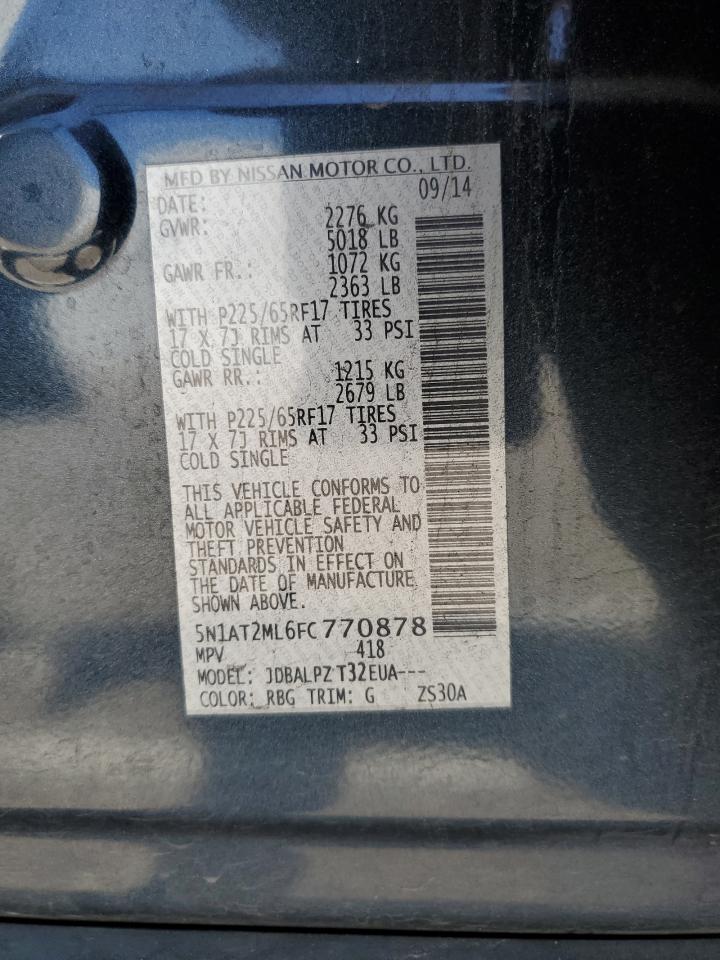 MFD BY NISSAN MOTOR CO., LTD.
DATE: 09/14
GVWR: 2276 KG
5018 LB
GAWR FR.: 1072 KG
2363 LB
WITH P225/65RF17 TIRES
17 X 7J RIMS AT 33 PSI
COLD SINGLE
GAWR RR.: 1215 KG
2679 LB
WITH P225/65RF17 TIRES
17 X 7J RIMS AT 33 PSI
COLD SINGLE
THIS VEHICLE CONFORMS TO
ALL APPLICABLE FEDERAL
MOTOR VEHICLE SAFETY AND
THEFT PREVENTION
STANDARDS IN EFFECT ON
THE DATE OF MANUFACTURE
SHOWN ABOVE.
5N1AT2ML6FC770878
MPV 418
MODEL: JDBALPZ T32EUA---
COLOR: RBG TRIM: G ZS30A